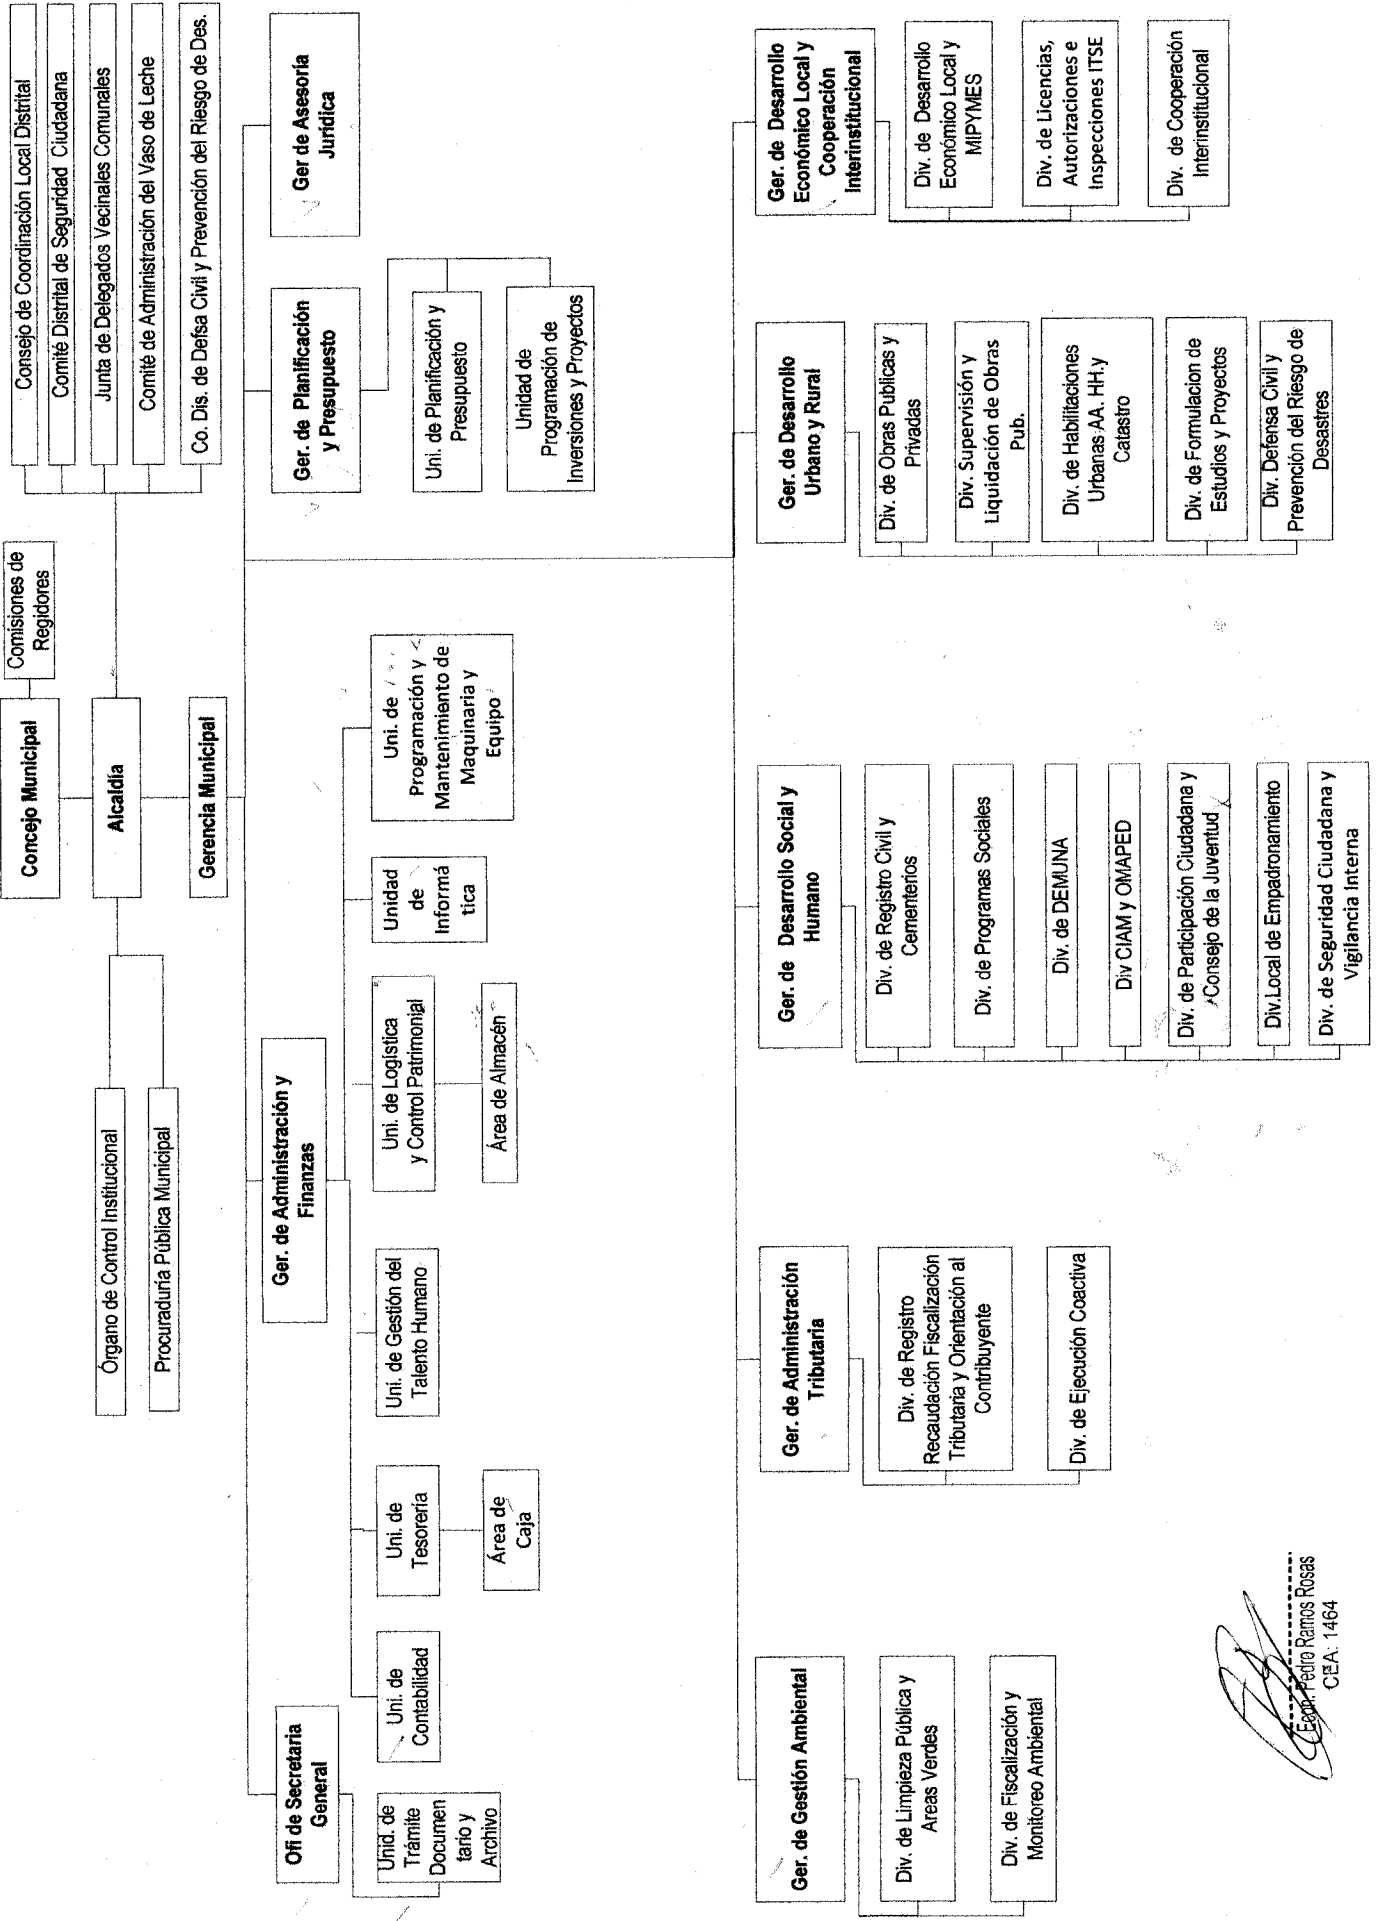 Concejo Municipal
Comisiones de
Regidores
Alcaldía
Gerencia Municipal
Consejo de Coordinación Local Distrital
Comité Distrital de Seguridad Ciudadana
Junta de Delegados Vecinales Comunales
Comité de Administración del Vaso de Leche
Co. Dis. de Defsa Civil y Prevención del Riesgo de Des.
Órgano de Control Institucional
Procuraduría Pública Municipal
Ofi de Secretaria
General
Unid. de
Trámite
Documen
tario y
Archivo
Ger. de Administración y
Finanzas
Uni. de
Contabilidad
Uni. de
Tesorería
Área de
Caja
Uni. de Gestión del
Talento Humano
Uni. de Logística
y Control Patrimonial
Área de Almacén
Unidad
de
Informá
tica
Uni. de
Programación y
Mantenimiento de
Maquinaria y
Equipo
Ger. de Planificación
y Presupuesto
Uni. de Planificación y
Presupuesto
Unidad de
Programación de
Inversiones y Proyectos
Ger de Asesoría
Jurídica
Ger. de Gestión Ambiental
Div. de Limpieza Pública y
Areas Verdes
Div. de Fiscalización y
Monitoreo Ambiental
Ger. de Administración
Tributaria
Div. de Registro
Recaudación Fiscalización
Tributaria y Orientación al
Contribuyente
Div. de Ejecución Coactiva
Ger. de Desarrollo Social y
Humano
Div. de Registro Civil y
Cementerios
Div. de Programas Sociales
Div. de DEMUNA
Div CIAM y OMAPED
Div. de Participación Ciudadana y
Consejo de la Juventud
Div.Local de Empadronamiento
Div. de Seguridad Ciudadana y
Vigilancia Interna
Ger. de Desarrollo
Urbano y Rural
Div. de Obras Publicas y
Privadas
Div. Supervisión y
Liquidación de Obras
Pub.
Div. de Habilitaciones
Urbanas AA. HH.y
Catastro
Div. de Formulacion de
Estudios y Proyectos
Div. Defensa Civil y
Prevención del Riesgo de
Desastres
Ger. de Desarrollo
Económico Local y
Cooperación
Interinstitucional
Div. de Desarrollo
Económico Local y
MIPYMES
Div. de Licencias,
Autorizaciones e
Inspecciones ITSE
Div. de Cooperación
Interinstitucional
Econ. Pedro Ramos Rosas
CEA: 1464